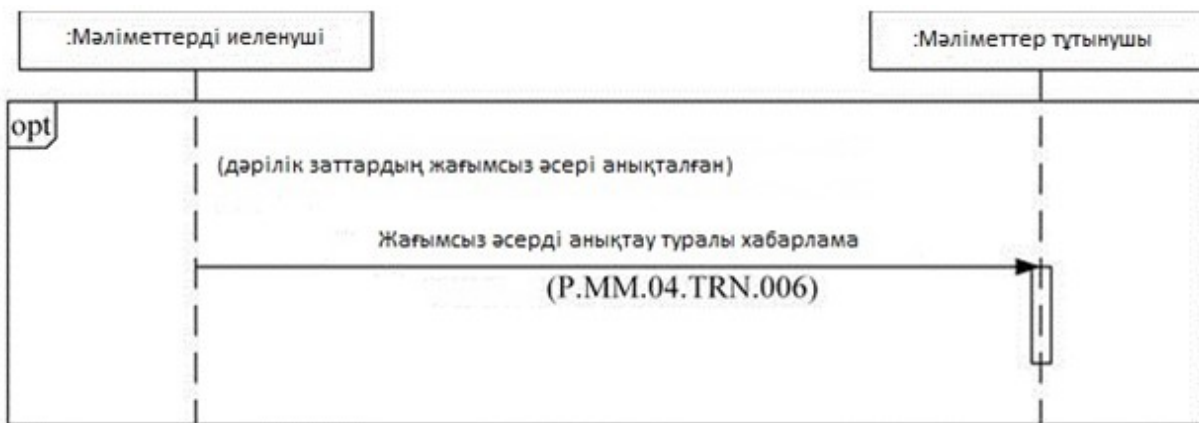 :Мәліметтерді иеленуші
:Мәліметтер тұтынушы
opt
(дәрілік заттардың жағымсыз әсері анықталған)
Жағымсыз әсерді анықтау туралы хабарлама
(P.MM.04.TRN.006)